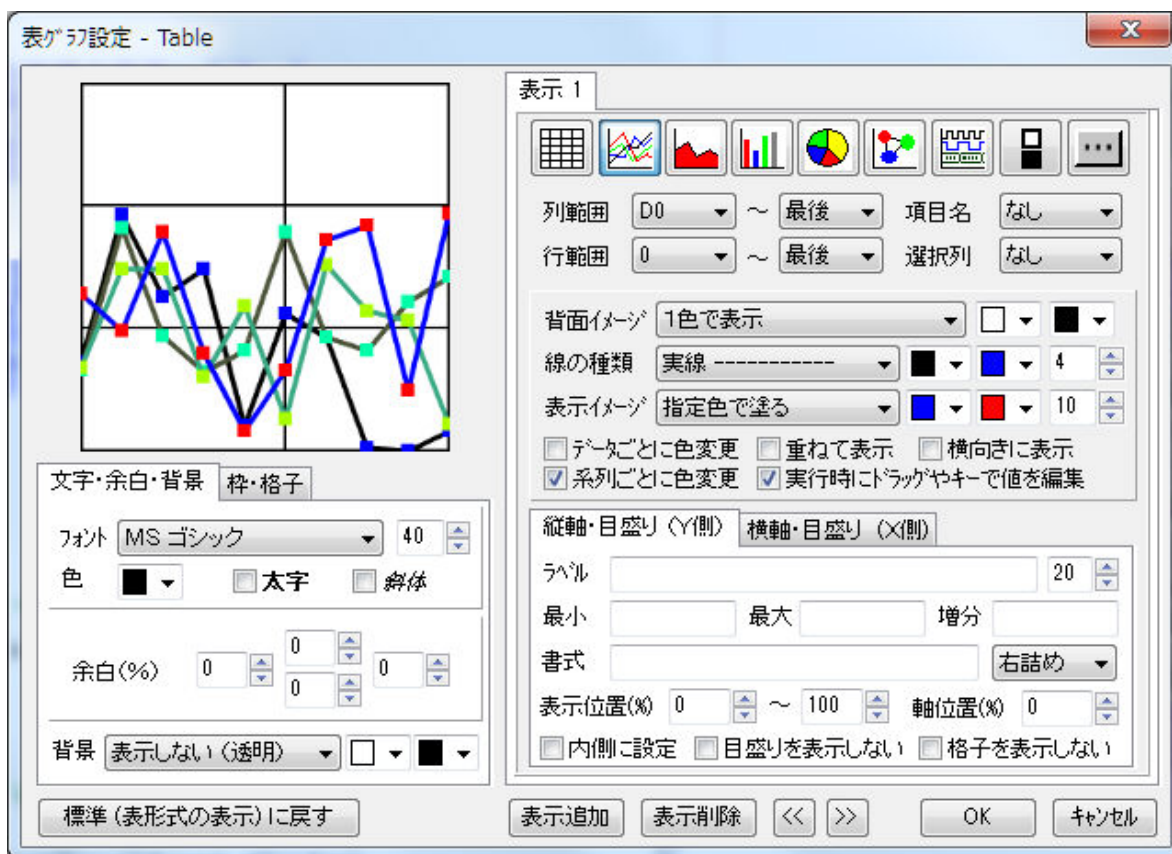 表ｸﾞﾗﾌ設定 - Table
表示 1
列範囲 D0 ～ 最後 項目名 なし
行範囲 0 ～ 最後 選択列 なし
背面ｲﾒｰｼﾞ 1色で表示
線の種類 実線 ----------- 4
表示ｲﾒｰｼﾞ 指定色で塗る 10
ﾃﾞｰﾀごとに色変更 重ねて表示 横向きに表示
系列ごとに色変更 実行時にﾄﾞﾗｯｸﾞやキーで値を編集
文字・余白・背景 枠・格子
ﾌｫﾝﾄ MS ゴシック 40
色 太字 斜体
余白(%) 0 0 0 0
背景 表示しない (透明)
縦軸・目盛り (Y側) 横軸・目盛り (X側)
ﾗﾍﾞﾙ 20
最小 最大 増分
書式 右詰め
表示位置(%) 0 ～ 100 軸位置(%) 0
内側に設定 目盛りを表示しない 格子を表示しない
標準 (表形式の表示) に戻す 表示追加 表示削除 << >> OK ｷｬﾝｾﾙ